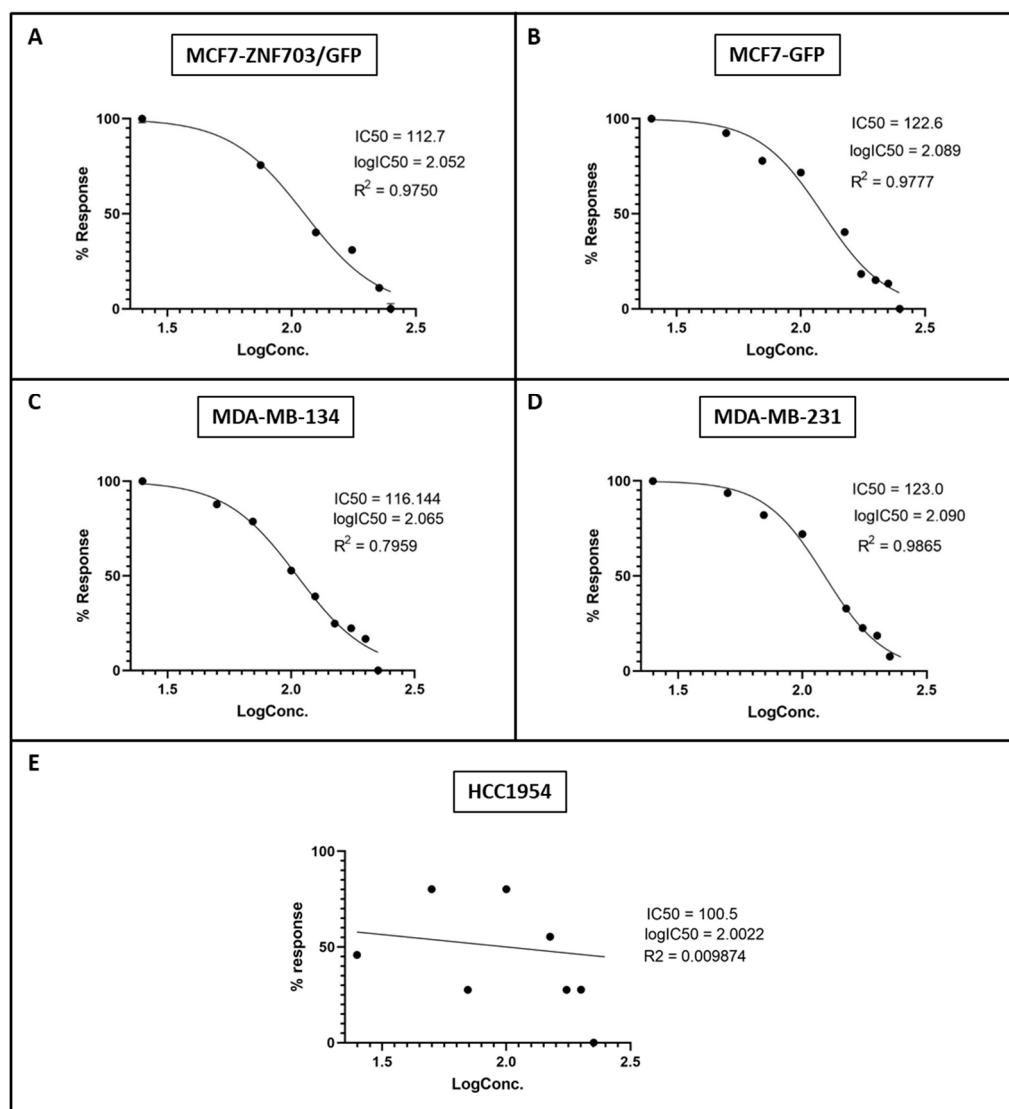 A
MCF7-ZNF703/GFP
% Response
100
50
0
1.5
2.0
2.5
LogConc.
IC50 = 112.7
logIC50 = 2.052
R² = 0.9750
B
MCF7-GFP
% Responses
100
50
0
1.5
2.0
2.5
LogConc.
IC50 = 122.6
logIC50 = 2.089
R² = 0.9777
C
MDA-MB-134
% Response
100
50
0
1.5
2.0
2.5
LogConc.
IC50 = 116.144
logIC50 = 2.065
R² = 0.7959
D
MDA-MB-231
% Response
100
50
0
1.5
2.0
2.5
LogConc.
IC50 = 123.0
logIC50 = 2.090
R² = 0.9865
E
HCC1954
% response
100
50
0
1.5
2.0
2.5
LogConc.
IC50 = 100.5
logIC50 = 2.0022
R2 = 0.009874